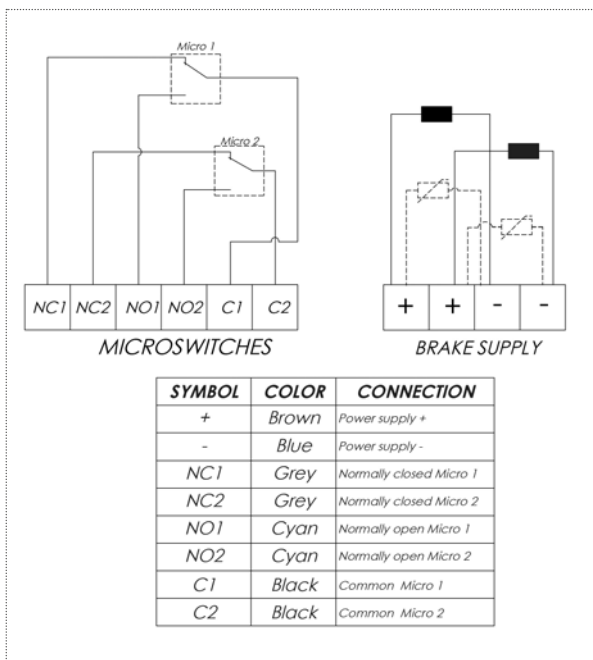 Micro 1
Micro 2
NC1 NC2 NO1 NO2 C1 C2
+ + - -
MICROSWITCHES
BRAKE SUPPLY
SYMBOL COLOR CONNECTION
+ Brown Power supply +
- Blue Power supply -
NC1 Grey Normally closed Micro 1
NC2 Grey Normally closed Micro 2
NO1 Cyan Normally open Micro 1
NO2 Cyan Normally open Micro 2
C1 Black Common Micro 1
C2 Black Common Micro 2